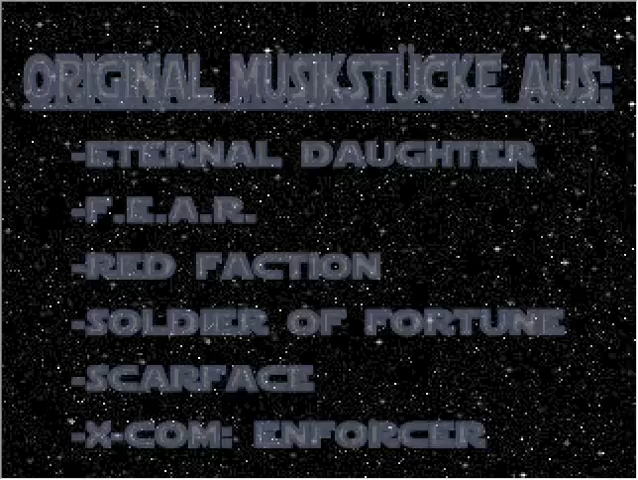 ORIGINAL MUSIKSTÜCKE AUS:
-ETERNAL DAUGHTER
-F.E.A.R.
-RED FACTION
-SOLDIER OF FORTUNE
-SCARFACE
-X-COM: ENFORCER